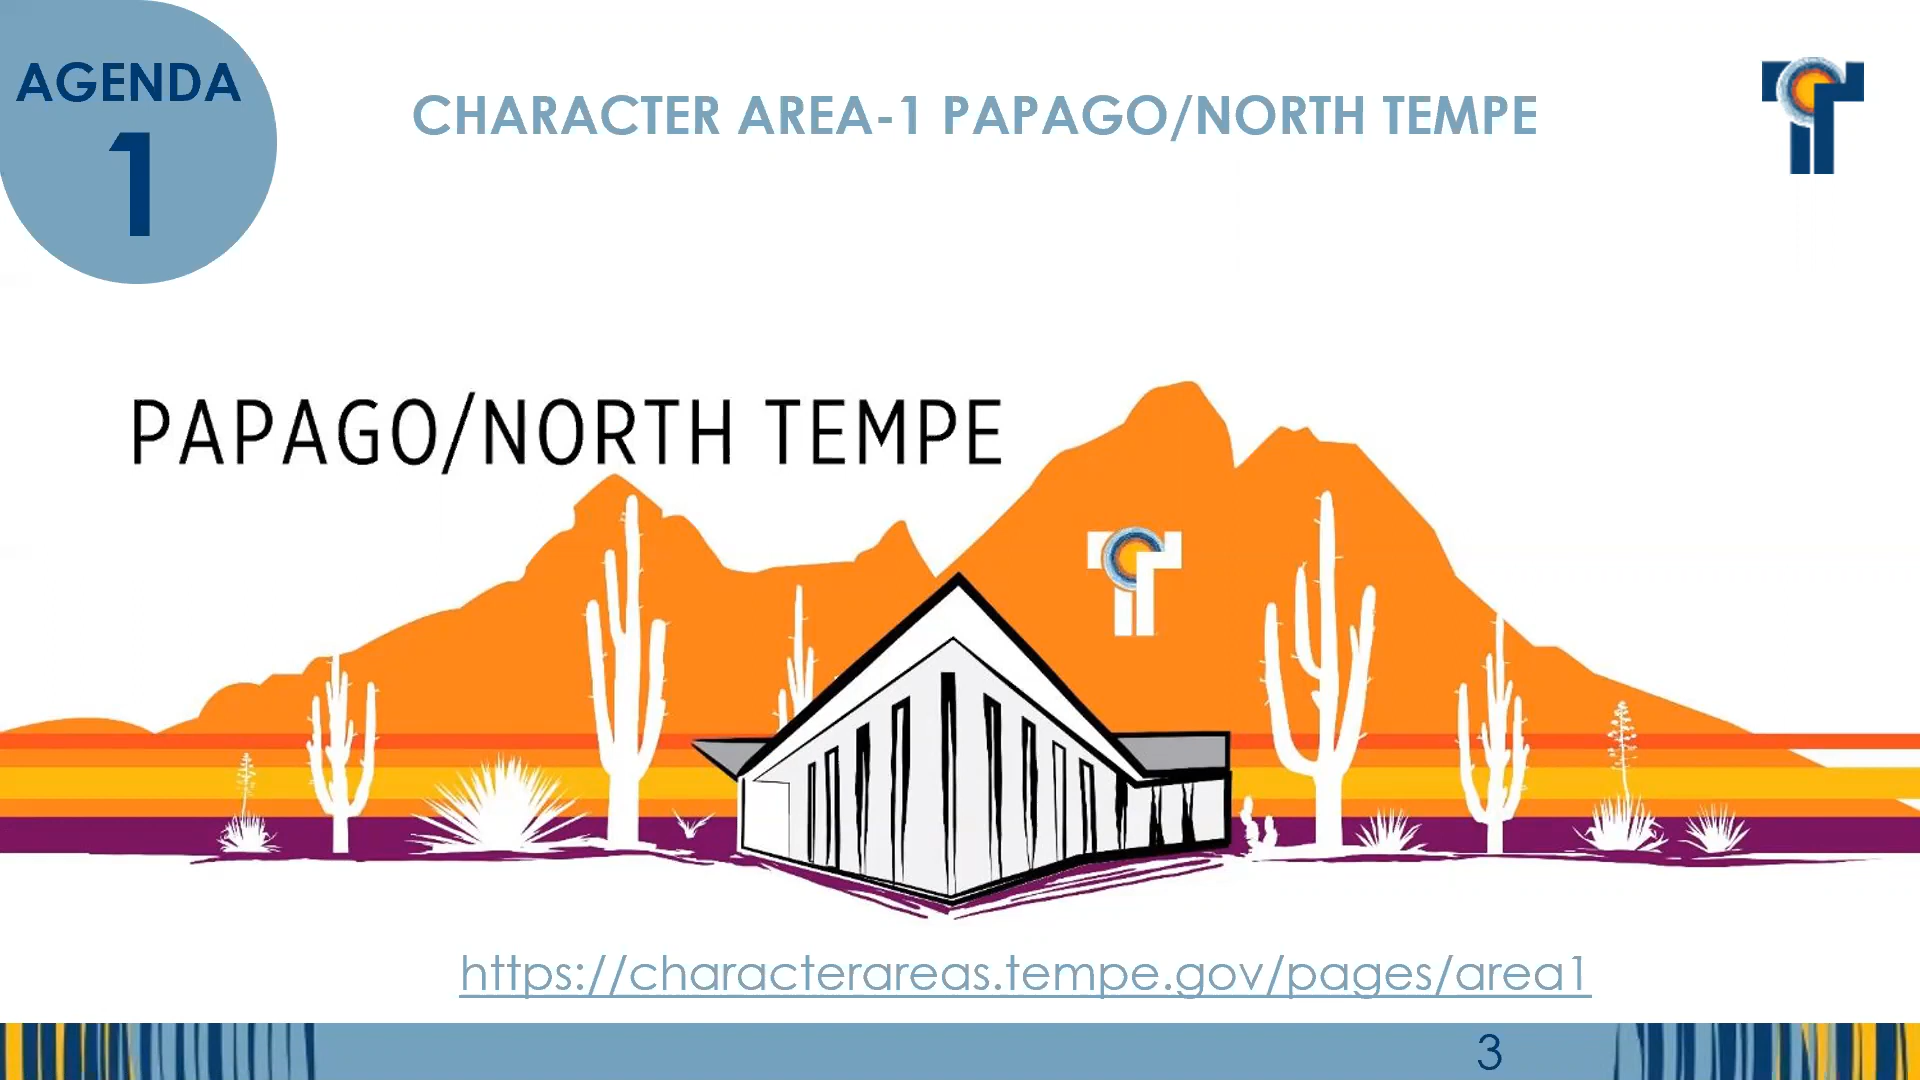 AGENDA
1
CHARACTER AREA-1 PAPAGO/NORTH TEMPE
PAPAGO/NORTH TEMPE
https://characterareas.tempe.gov/pages/area1
3